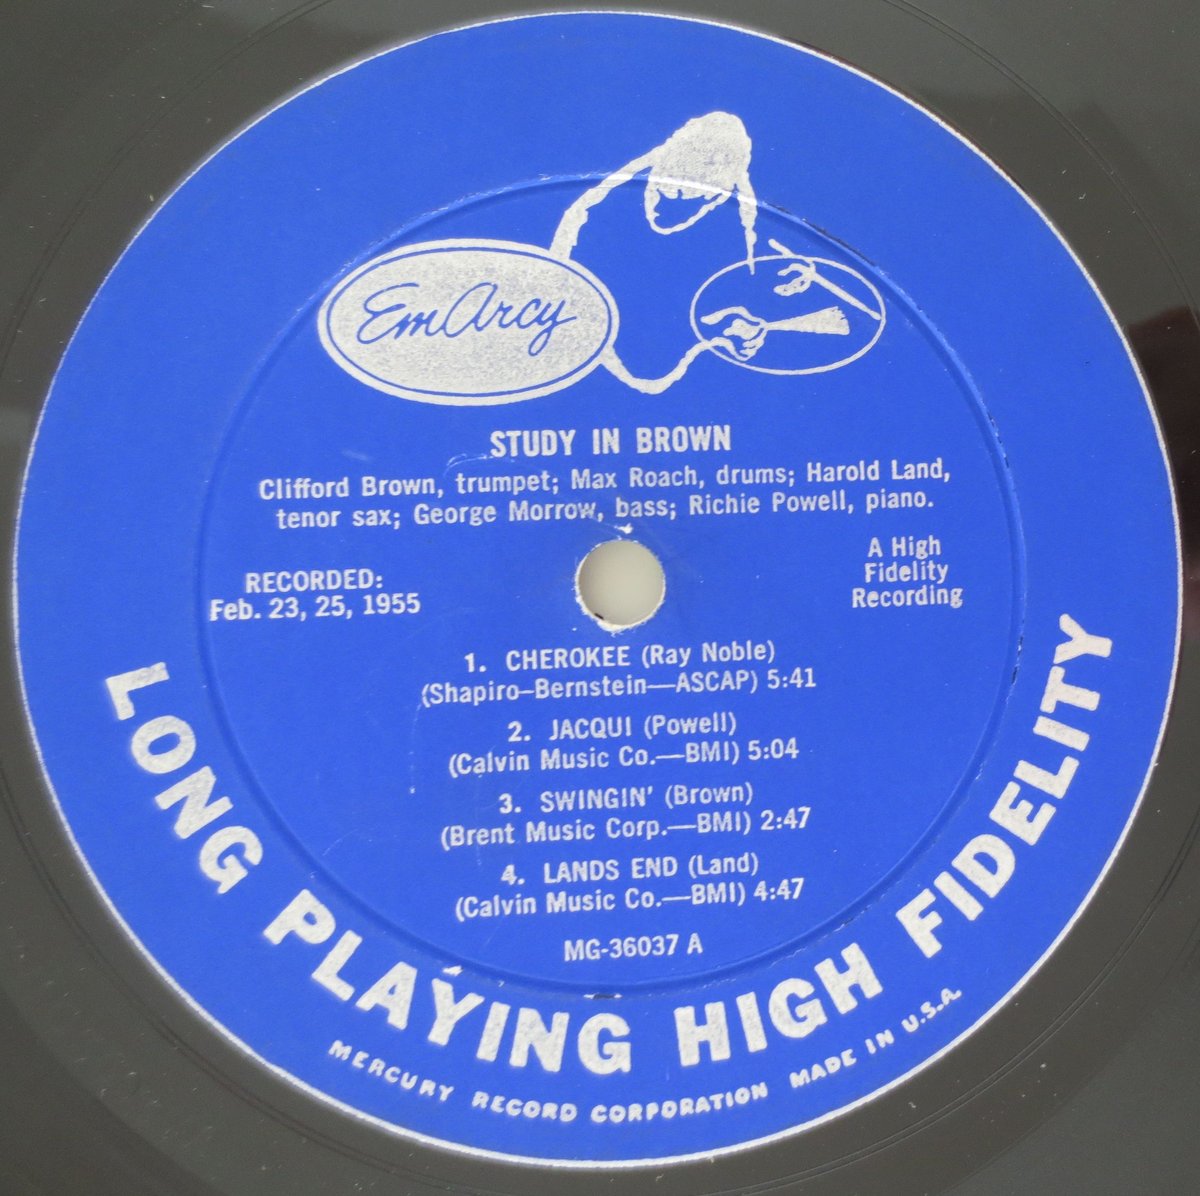 EmArcy
STUDY IN BROWN
Clifford Brown, trumpet; Max Roach, drums; Harold Land,
tenor sax; George Morrow, bass; Richie Powell, piano.
A High
Fidelity
Recording
RECORDED:
Feb. 23, 25, 1955
1. CHEROKEE (Ray Noble)
(Shapiro–Bernstein—ASCAP) 5:41
2. JACQUI (Powell)
(Calvin Music Co.—BMI) 5:04
3. SWINGIN' (Brown)
(Brent Music Corp.—BMI) 2:47
4. LANDS END (Land)
(Calvin Music Co.—BMI) 4:47
MG-36037 A
LONG PLAYING HIGH FIDELITY
MERCURY RECORD CORPORATION MADE IN U.S.A.